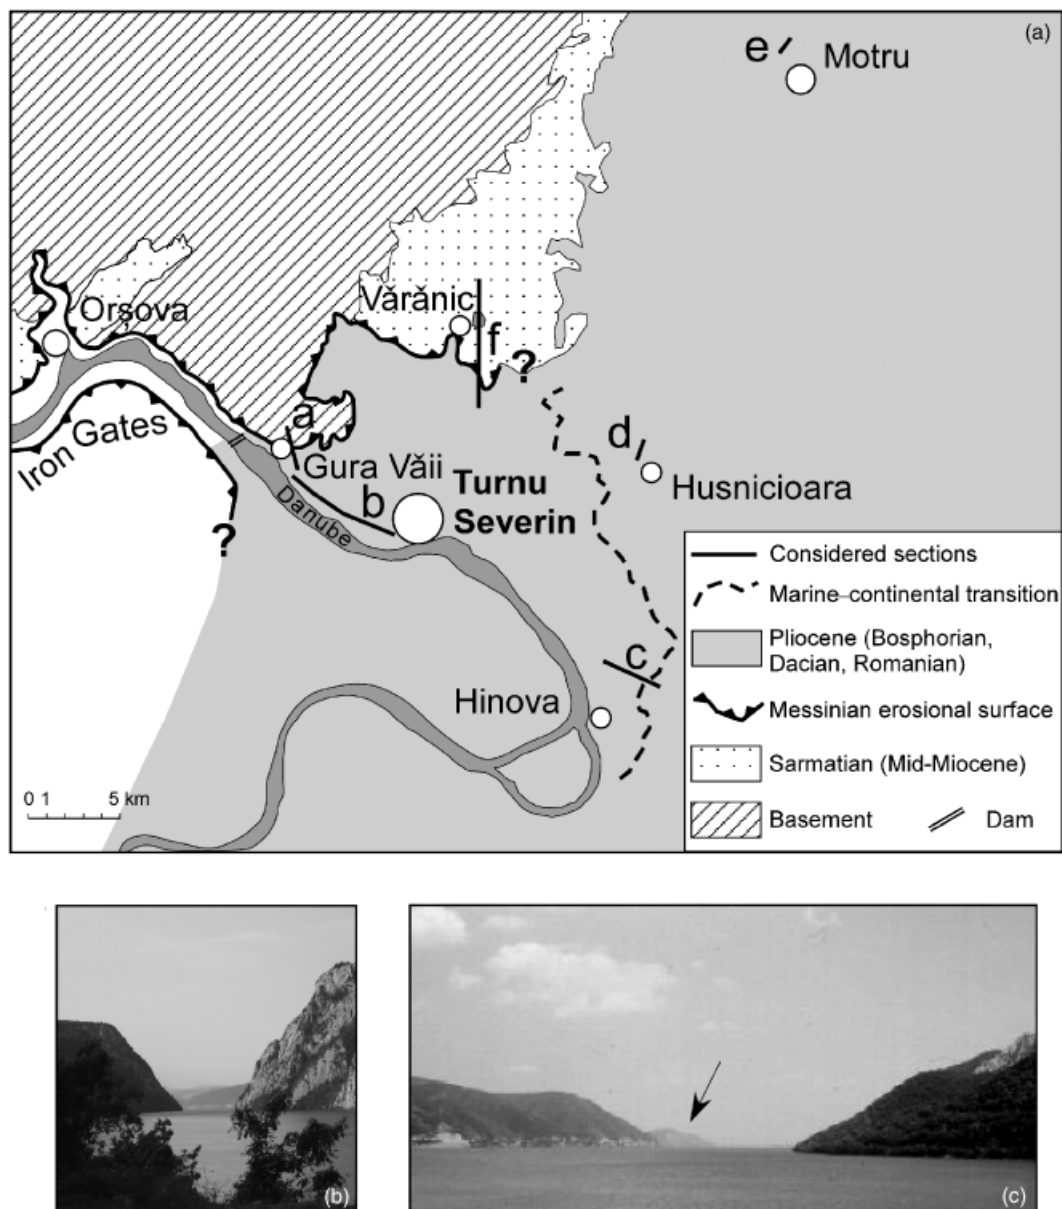 (a)
e
Motru
Orșova
Vărănic
f
?
a
Iron Gates
Gura Văii
d
b
Turnu
Severin
Husnicioara
Danube
?
c
Hinova
0 1 5 km
Considered sections
Marine–continental transition
Pliocene (Bosphorian,
Dacian, Romanian)
Messinian erosional surface
Sarmatian (Mid-Miocene)
Basement
Dam
(b)
(c)